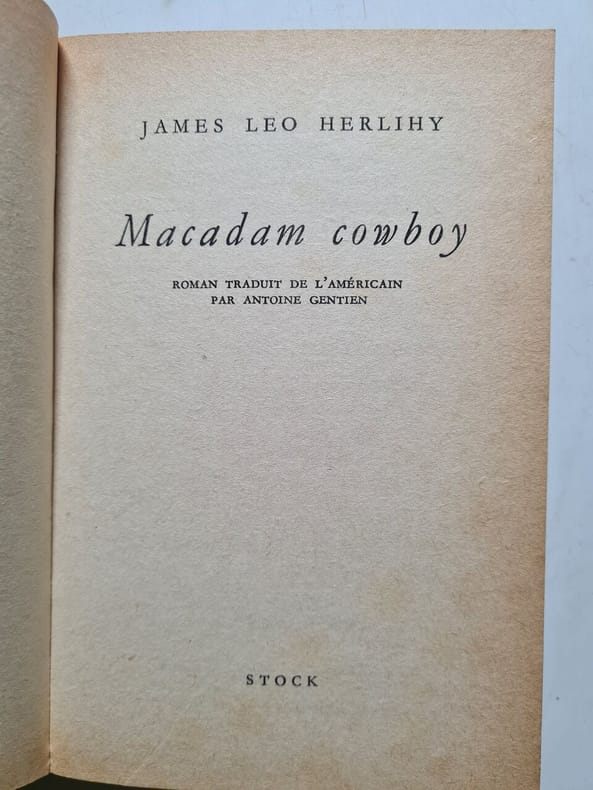 JAMES LEO HERLIHY
Macadam cowboy
ROMAN TRADUIT DE L'AMÉRICAIN
PAR ANTOINE GENTIEN
STOCK